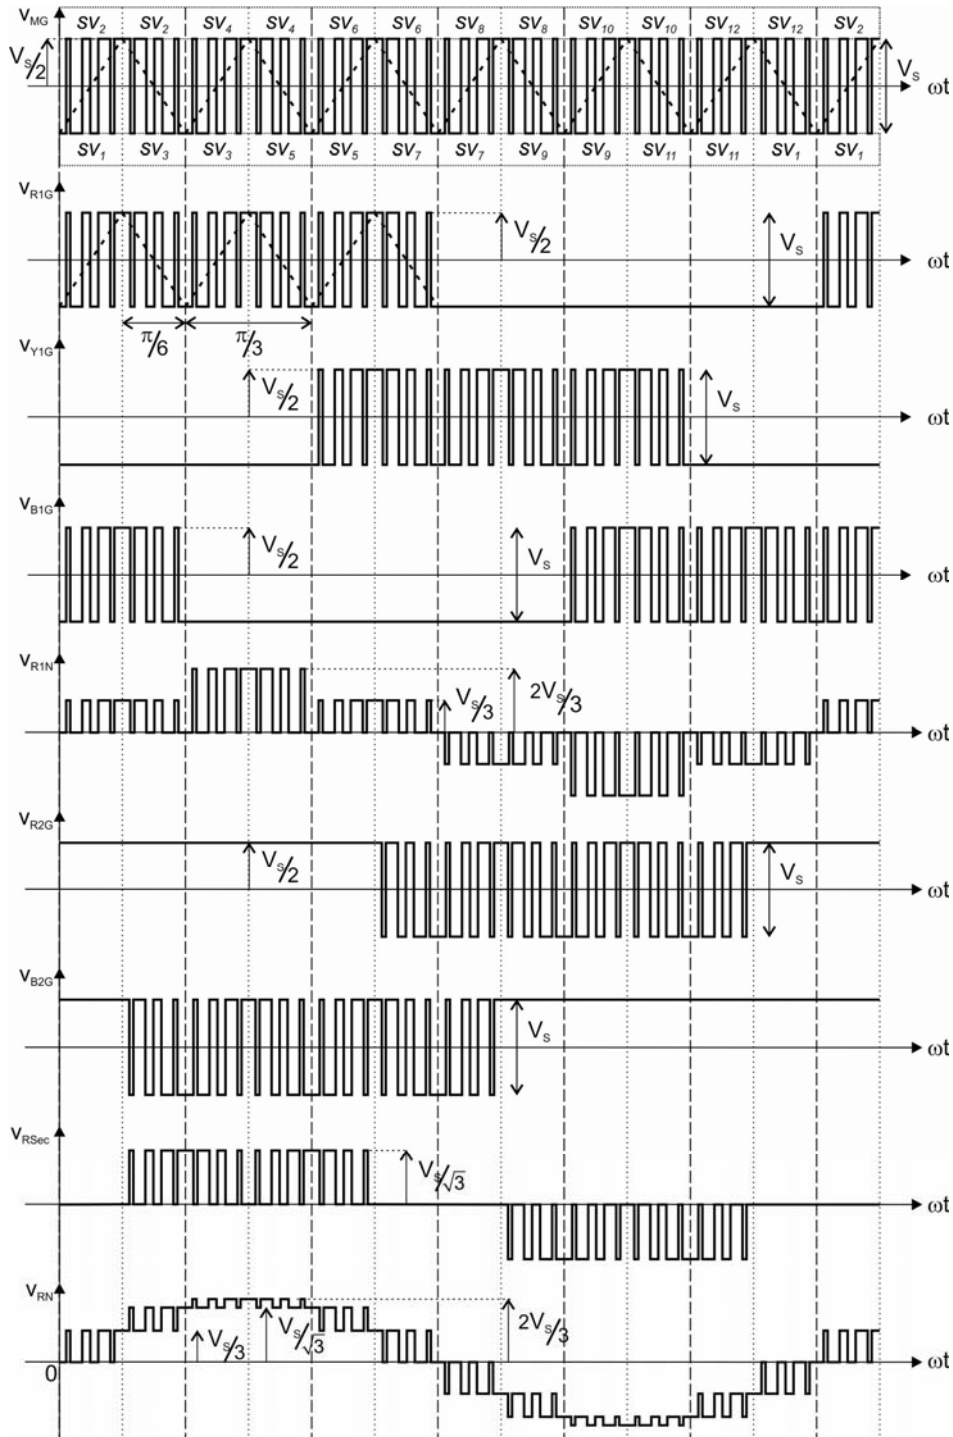 v_MG SV_2 SV_2 SV_4 SV_4 SV_6 SV_6 SV_8 SV_8 SV_10 SV_10 SV_12 SV_12 SV_2
V_S/2 V_S ωt
SV_1 SV_3 SV_3 SV_5 SV_5 SV_7 SV_7 SV_9 SV_9 SV_11 SV_11 SV_1 SV_1
v_R1G
V_S/2 V_S ωt
π/6 π/3
v_Y1G
V_S/2 V_S ωt
v_B1G
V_S/2 V_S ωt
v_R1N
V_S/3 2V_S/3
ωt
v_R2G
V_S/2 V_S ωt
v_B2G
V_S ωt
v_RSec
V_S/√3 ωt
v_RN
V_S/3 V_S/√3 2V_S/3
0 ωt